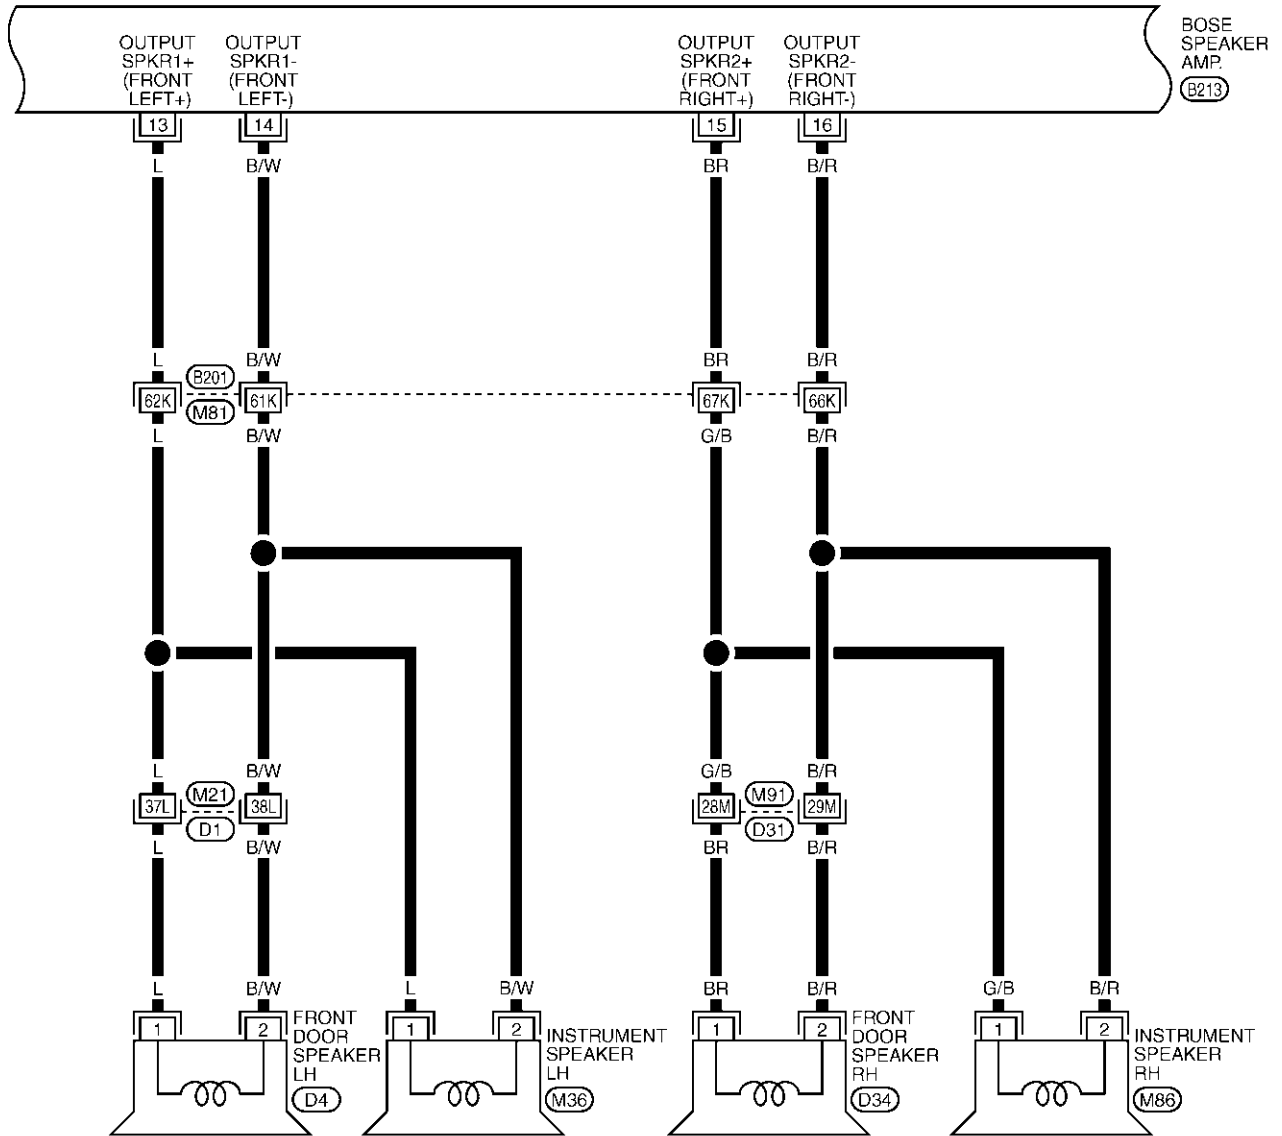 BOSE
SPEAKER
AMP.
B213
OUTPUT
SPKR1+
(FRONT
LEFT+)
OUTPUT
SPKR1-
(FRONT
LEFT-)
OUTPUT
SPKR2+
(FRONT
RIGHT+)
OUTPUT
SPKR2-
(FRONT
RIGHT-)
13 14 15 16
L B/W BR B/R
L B/W BR B/R
B201
62K 61K 67K 66K
M81
L B/W G/B B/R
L B/W G/B B/R
M21 M91
37L 38L 28M 29M
D1 D31
L B/W BR B/R
L B/W L B/W BR B/R G/B B/R
1 2 1 2 1 2 1 2
FRONT
DOOR
SPEAKER
LH
D4
INSTRUMENT
SPEAKER
LH
M36
FRONT
DOOR
SPEAKER
RH
D34
INSTRUMENT
SPEAKER
RH
M86